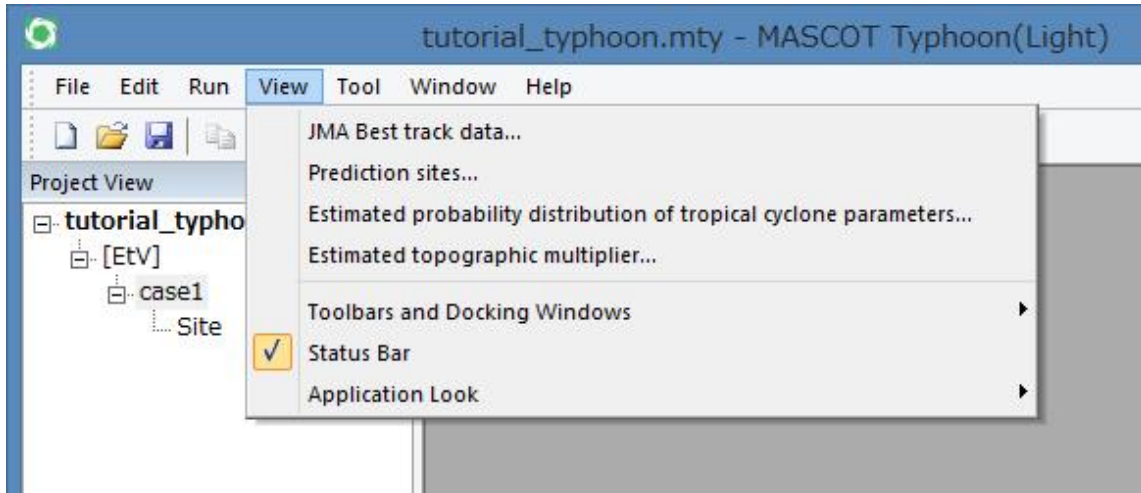 tutorial_typhoon.mty - MASCOT Typhoon(Light)
File Edit Run View Tool Window Help
Project View
tutorial_typho
[EtV]
case1
Site
JMA Best track data...
Prediction sites...
Estimated probability distribution of tropical cyclone parameters...
Estimated topographic multiplier...
Toolbars and Docking Windows
Status Bar
Application Look